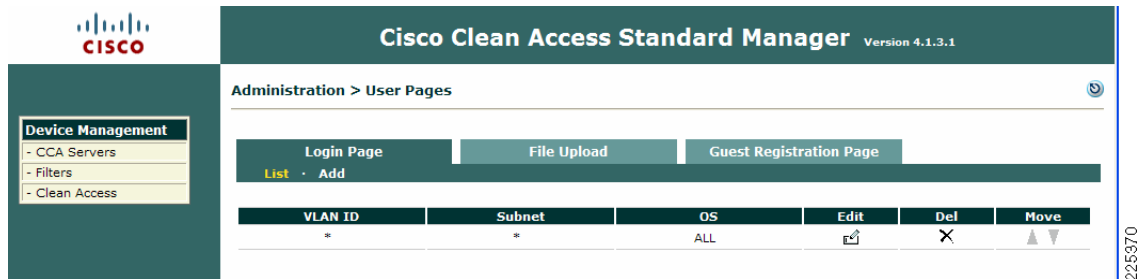 CISCO
Cisco Clean Access Standard Manager Version 4.1.3.1
Administration > User Pages
Device Management
- CCA Servers
- Filters
- Clean Access
Login Page File Upload Guest Registration Page
List · Add
VLAN ID Subnet OS Edit Del Move
* * ALL
225370